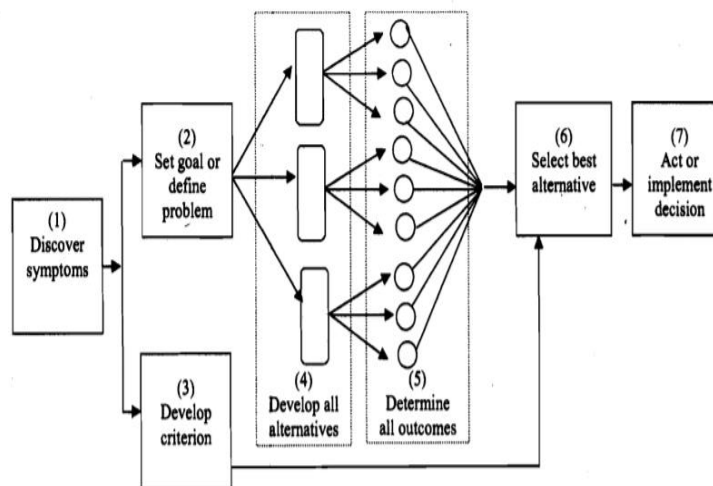 (1)
Discover
symptoms
(2)
Set goal or
define
problem
(3)
Develop
criterion
(4)
Develop all
alternatives
(5)
Determine
all outcomes
(6)
Select best
alternative
(7)
Act or
implement
decision